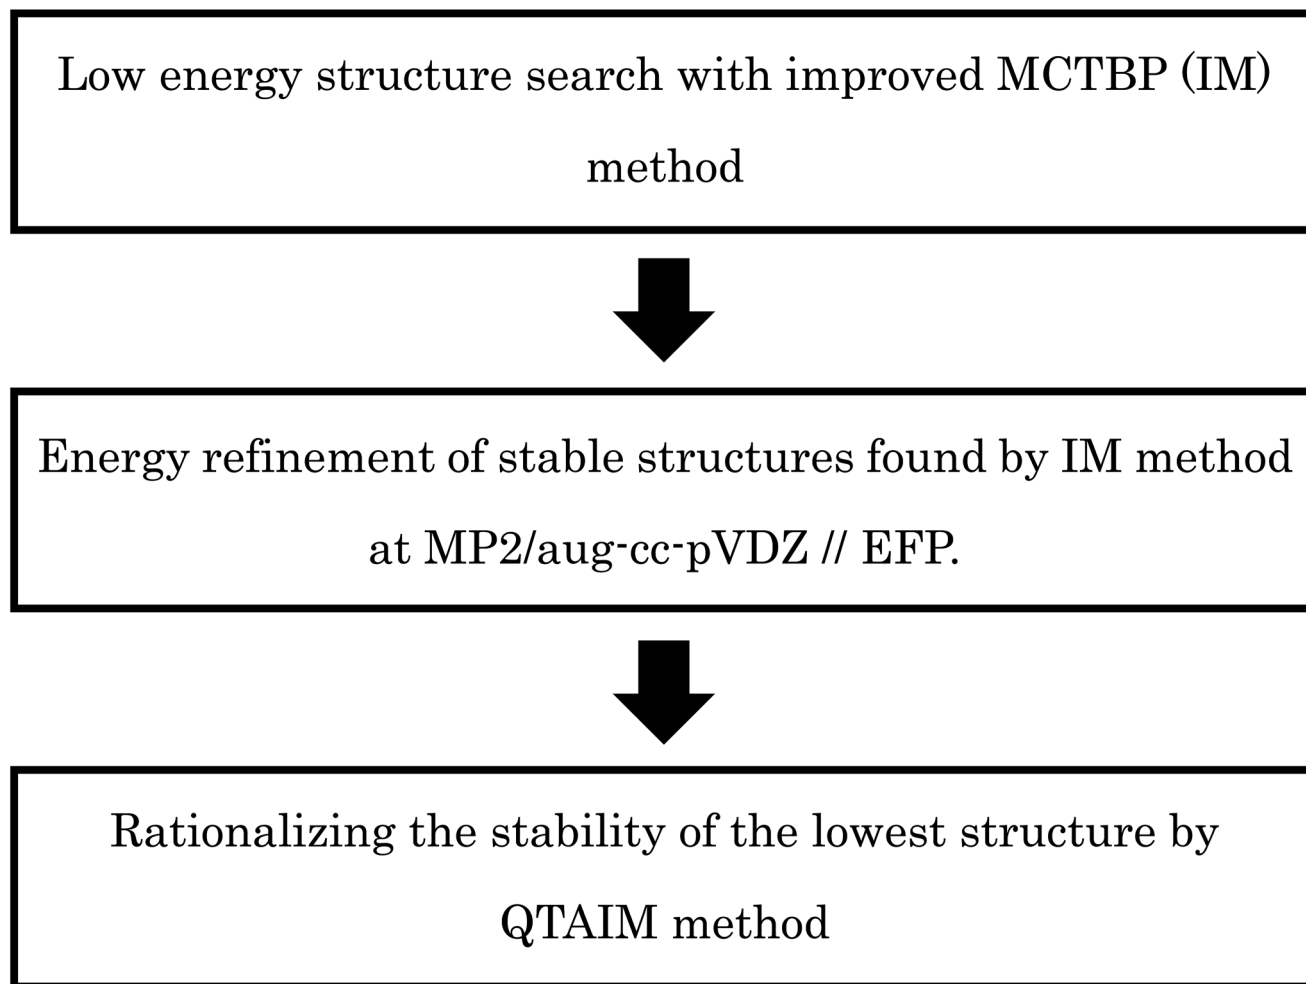 Low energy structure search with improved MCTBP (IM)
method
Energy refinement of stable structures found by IM method
at MP2/aug-cc-pVDZ // EFP.
Rationalizing the stability of the lowest structure by
QTAIM method